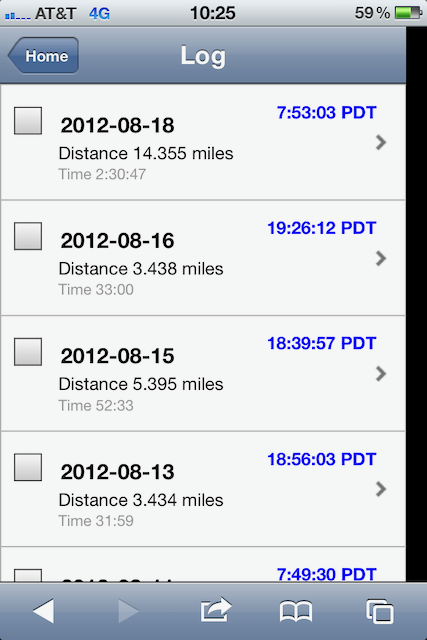 AT&T 4G 10:25 59%
Home Log
7:53:03 PDT
2012-08-18
Distance 14.355 miles
Time 2:30:47
19:26:12 PDT
2012-08-16
Distance 3.438 miles
Time 33:00
18:39:57 PDT
2012-08-15
Distance 5.395 miles
Time 52:33
18:56:03 PDT
2012-08-13
Distance 3.434 miles
Time 31:59
7:49:30 PDT